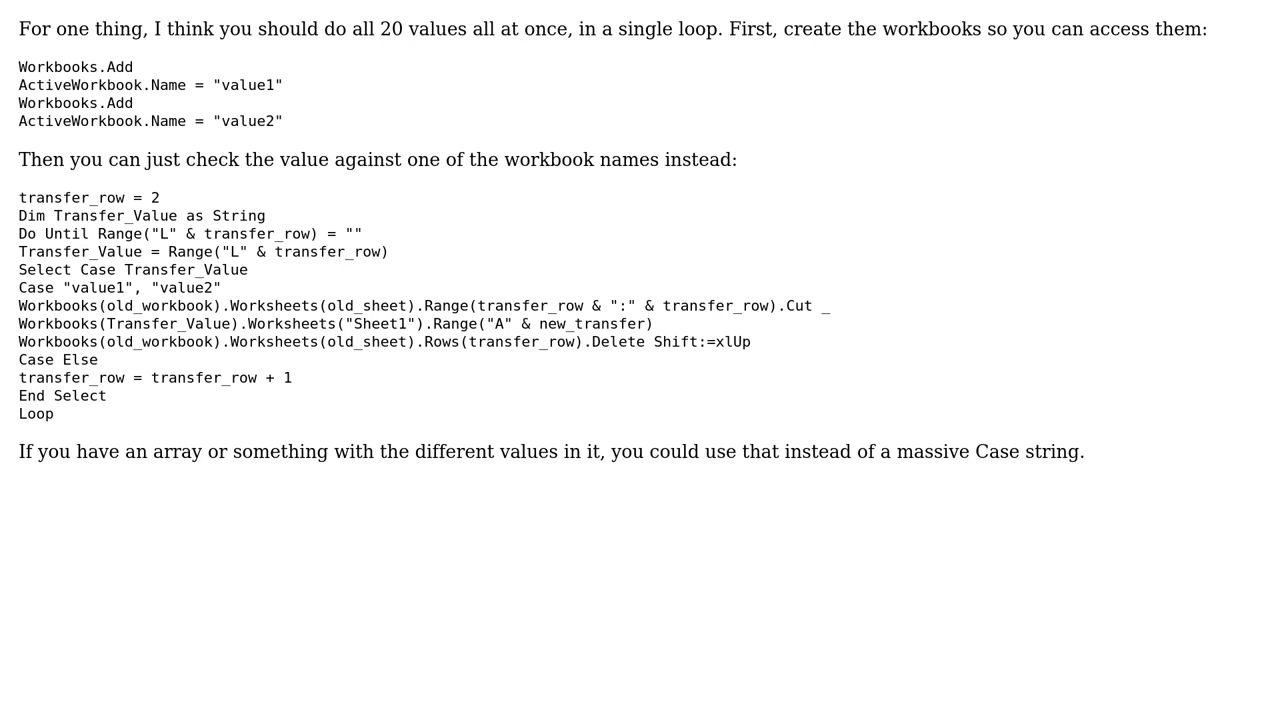 For one thing, I think you should do all 20 values all at once, in a single loop. First, create the workbooks so you can access them:
Workbooks.Add
ActiveWorkbook.Name = "value1"
Workbooks.Add
ActiveWorkbook.Name = "value2"
Then you can just check the value against one of the workbook names instead:
transfer_row = 2
Dim Transfer_Value as String
Do Until Range("L" & transfer_row) = ""
Transfer_Value = Range("L" & transfer_row)
Select Case Transfer_Value
Case "value1", "value2"
Workbooks(old_workbook).Worksheets(old_sheet).Range(transfer_row & ":" & transfer_row).Cut _
Workbooks(Transfer_Value).Worksheets("Sheet1").Range("A" & new_transfer)
Workbooks(old_workbook).Worksheets(old_sheet).Rows(transfer_row).Delete Shift:=xlUp
Case Else
transfer_row = transfer_row + 1
End Select
Loop
If you have an array or something with the different values in it, you could use that instead of a massive Case string.